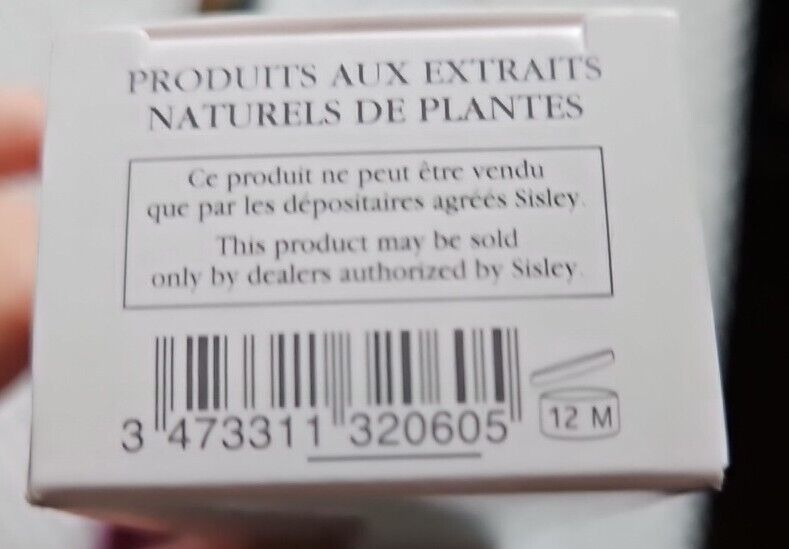 PRODUITS AUX EXTRAITS
NATURELS DE PLANTES
Ce produit ne peut être vendu
que par les dépositaires agréés Sisley.
This product may be sold
only by dealers authorized by Sisley.
3 473311 320605
12 M